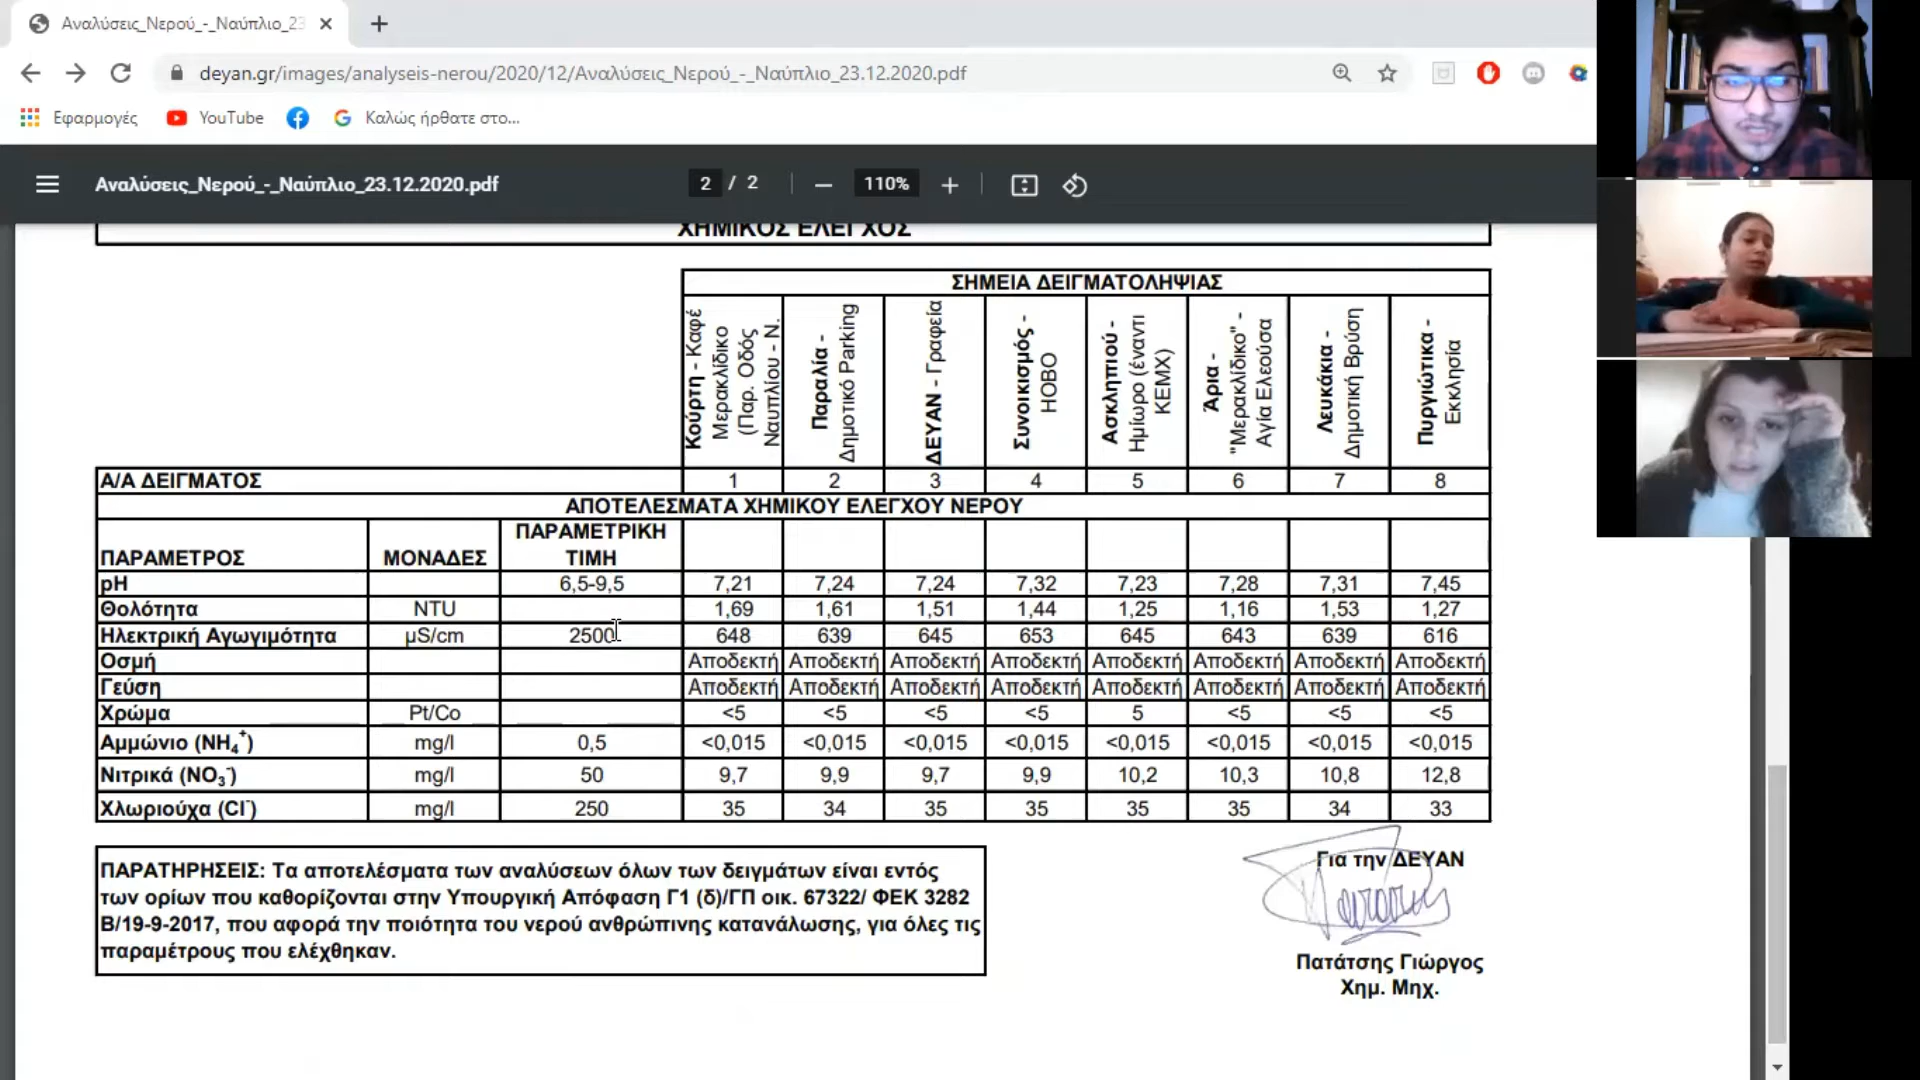 Αναλύσεις_Νερού_-_Ναύπλιο_23
deyan.gr/images/analyseis-nerou/2020/12/Αναλύσεις_Νερού_-_Ναύπλιο_23.12.2020.pdf
Εφαρμογές YouTube Καλώς ήρθατε στο...
Αναλύσεις_Νερού_-_Ναύπλιο_23.12.2020.pdf 2 / 2 110%
ΧΗΜΙΚΟΣ ΕΛΕΓΧΟΣ
ΣΗΜΕΙΑ ΔΕΙΓΜΑΤΟΛΗΨΙΑΣ
Κούρτη - Καφέ
Μερακλίδικο
(Παρ. Οδός
Ναυπλίου - Ν.
Παραλία -
Δημοτικό Parking
ΔΕΥΑΝ - Γραφεία
Συνοικισμός -
HOBO
Ασκληπιού -
Ημίωρο (έναντι
ΚΕΜΧ)
Άρια -
"Μερακλίδικο" -
Αγία Ελεούσα
Λευκάκια -
Δημοτική Βρύση
Πυργιώτικα -
Εκκλησία
Α/Α ΔΕΙΓΜΑΤΟΣ 1 2 3 4 5 6 7 8
ΑΠΟΤΕΛΕΣΜΑΤΑ ΧΗΜΙΚΟΥ ΕΛΕΓΧΟΥ ΝΕΡΟΥ
ΠΑΡΑΜΕΤΡΟΣ ΜΟΝΑΔΕΣ ΠΑΡΑΜΕΤΡΙΚΗ
ΤΙΜΗ
pH 6,5-9,5 7,21 7,24 7,24 7,32 7,23 7,28 7,31 7,45
Θολότητα NTU 1,69 1,61 1,51 1,44 1,25 1,16 1,53 1,27
Ηλεκτρική Αγωγιμότητα μS/cm 2500 648 639 645 653 645 643 639 616
Οσμή Αποδεκτή Αποδεκτή Αποδεκτή Αποδεκτή Αποδεκτή Αποδεκτή Αποδεκτή Αποδεκτή
Γεύση Αποδεκτή Αποδεκτή Αποδεκτή Αποδεκτή Αποδεκτή Αποδεκτή Αποδεκτή Αποδεκτή
Χρώμα Pt/Co <5 <5 <5 <5 5 <5 <5 <5
Αμμώνιο (NH4+) mg/l 0,5 <0,015 <0,015 <0,015 <0,015 <0,015 <0,015 <0,015 <0,015
Νιτρικά (NO3-) mg/l 50 9,7 9,9 9,7 9,9 10,2 10,3 10,8 12,8
Χλωριούχα (Cl-) mg/l 250 35 34 35 35 35 35 34 33
ΠΑΡΑΤΗΡΗΣΕΙΣ: Τα αποτελέσματα των αναλύσεων όλων των δειγμάτων είναι εντός
των ορίων που καθορίζονται στην Υπουργική Απόφαση Γ1 (δ)/ΓΠ οικ. 67322/ ΦΕΚ 3282
Β/19-9-2017, που αφορά την ποιότητα του νερού ανθρώπινης κατανάλωσης, για όλες τις
παραμέτρους που ελέχθηκαν.
Για την ΔΕΥΑΝ
Πατάτσης Γιώργος
Χημ. Μηχ.